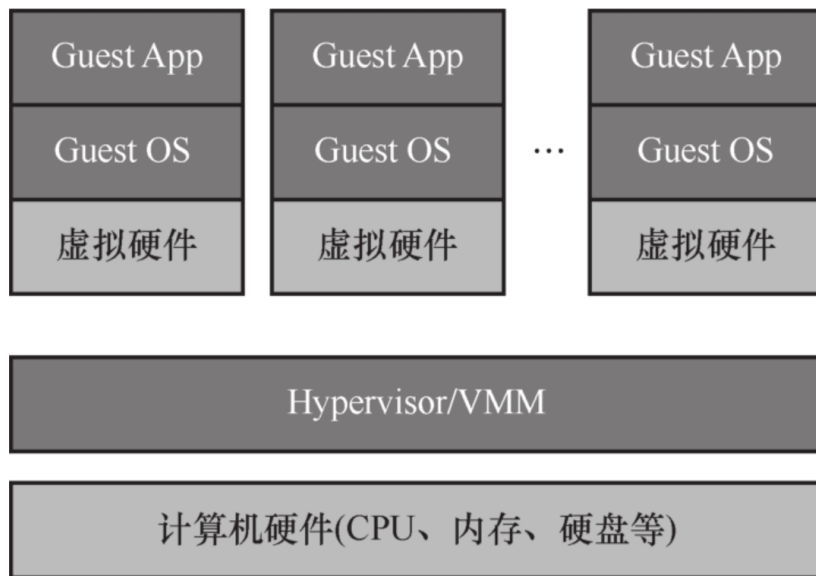 Guest App
Guest App
Guest App
Guest OS
Guest OS
…
Guest OS
虚拟硬件
虚拟硬件
虚拟硬件
Hypervisor/VMM
计算机硬件(CPU、内存、硬盘等)